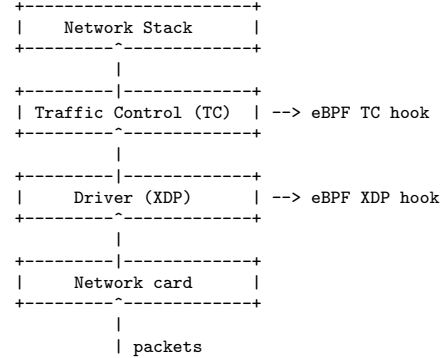 Network Stack
Traffic Control (TC) --> eBPF TC hook
Driver (XDP) --> eBPF XDP hook
Network card
packets